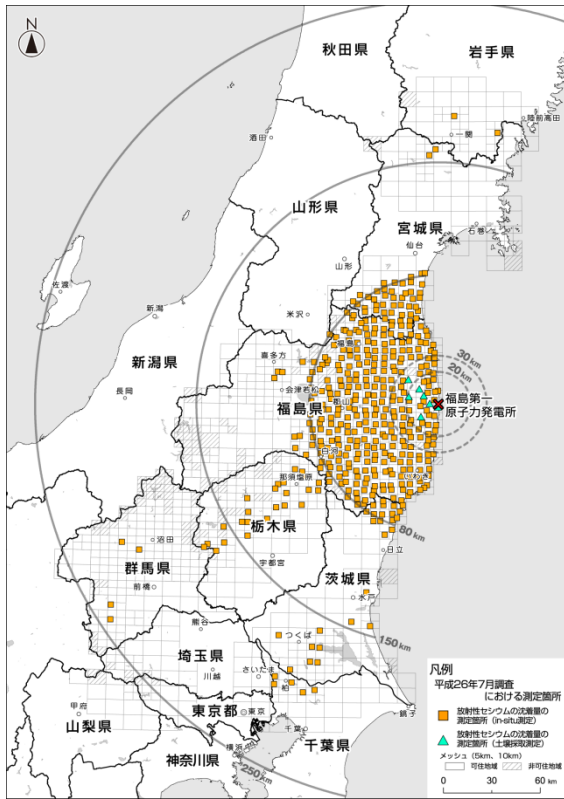 N
秋田県
岩手県
陸前高田
一関
酒田
山形県
宮城県
石巻
仙台
山形
佐渡
新潟
米沢
福島
喜多方
新潟県
30 km
20 km
長岡
会津若松
福島県
郡山
福島第一
原子力発電所
白河
いわき
那須塩原
80 km
栃木県
日立
沼田
宇都宮
群馬県
茨城県
前橋
水戸
熊谷
つくば
150 km
埼玉県
川越
さいたま
柏
甲府
東京都
東京
銚子
山梨県
千葉
千葉県
横浜
神奈川県
250 km
凡例
平成26年7月調査
における測定箇所
放射性セシウムの沈着量の
測定箇所(in-situ測定)
放射性セシウムの沈着量の
測定箇所(土壌採取測定)
メッシュ(5km、10km)
可住地域
非可住地域
0
30
60
km